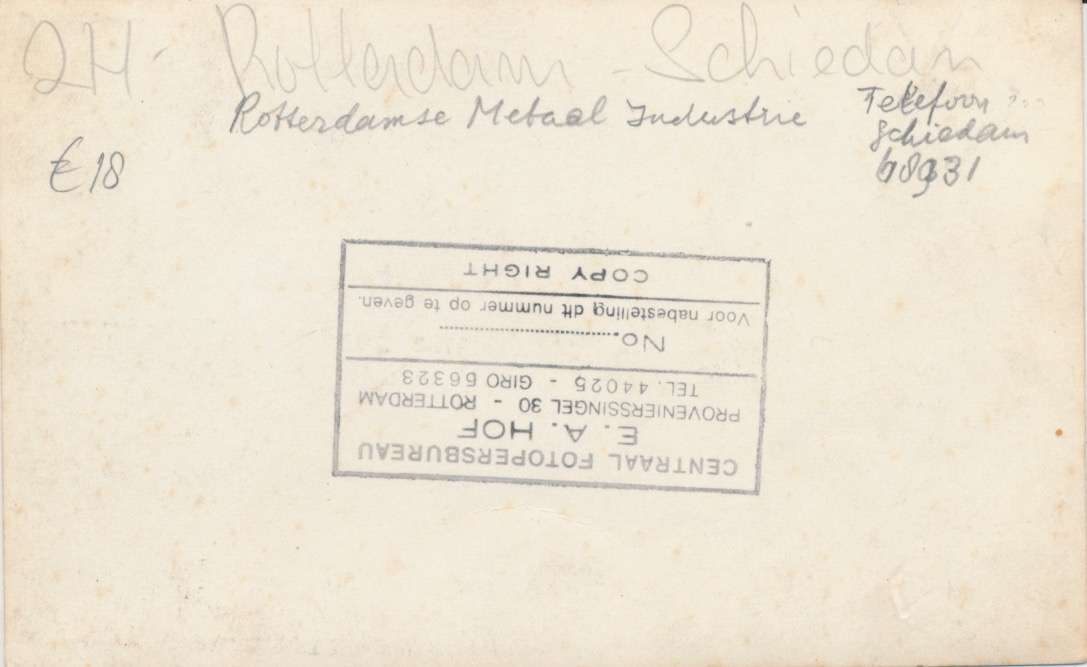 2H - Rotterdam - Schiedam
Rotterdamse Metaal Industrie
Telefoon
Schiedam
68931
€ 18
CENTRAAL FOTOPERSBUREAU
E. A. HOF
PROVENIERSSINGEL 30 - ROTTERDAM
TEL. 44025 - GIRO 56323
No.
Voor nabestelling dit nummer op te geven.
COPY RIGHT